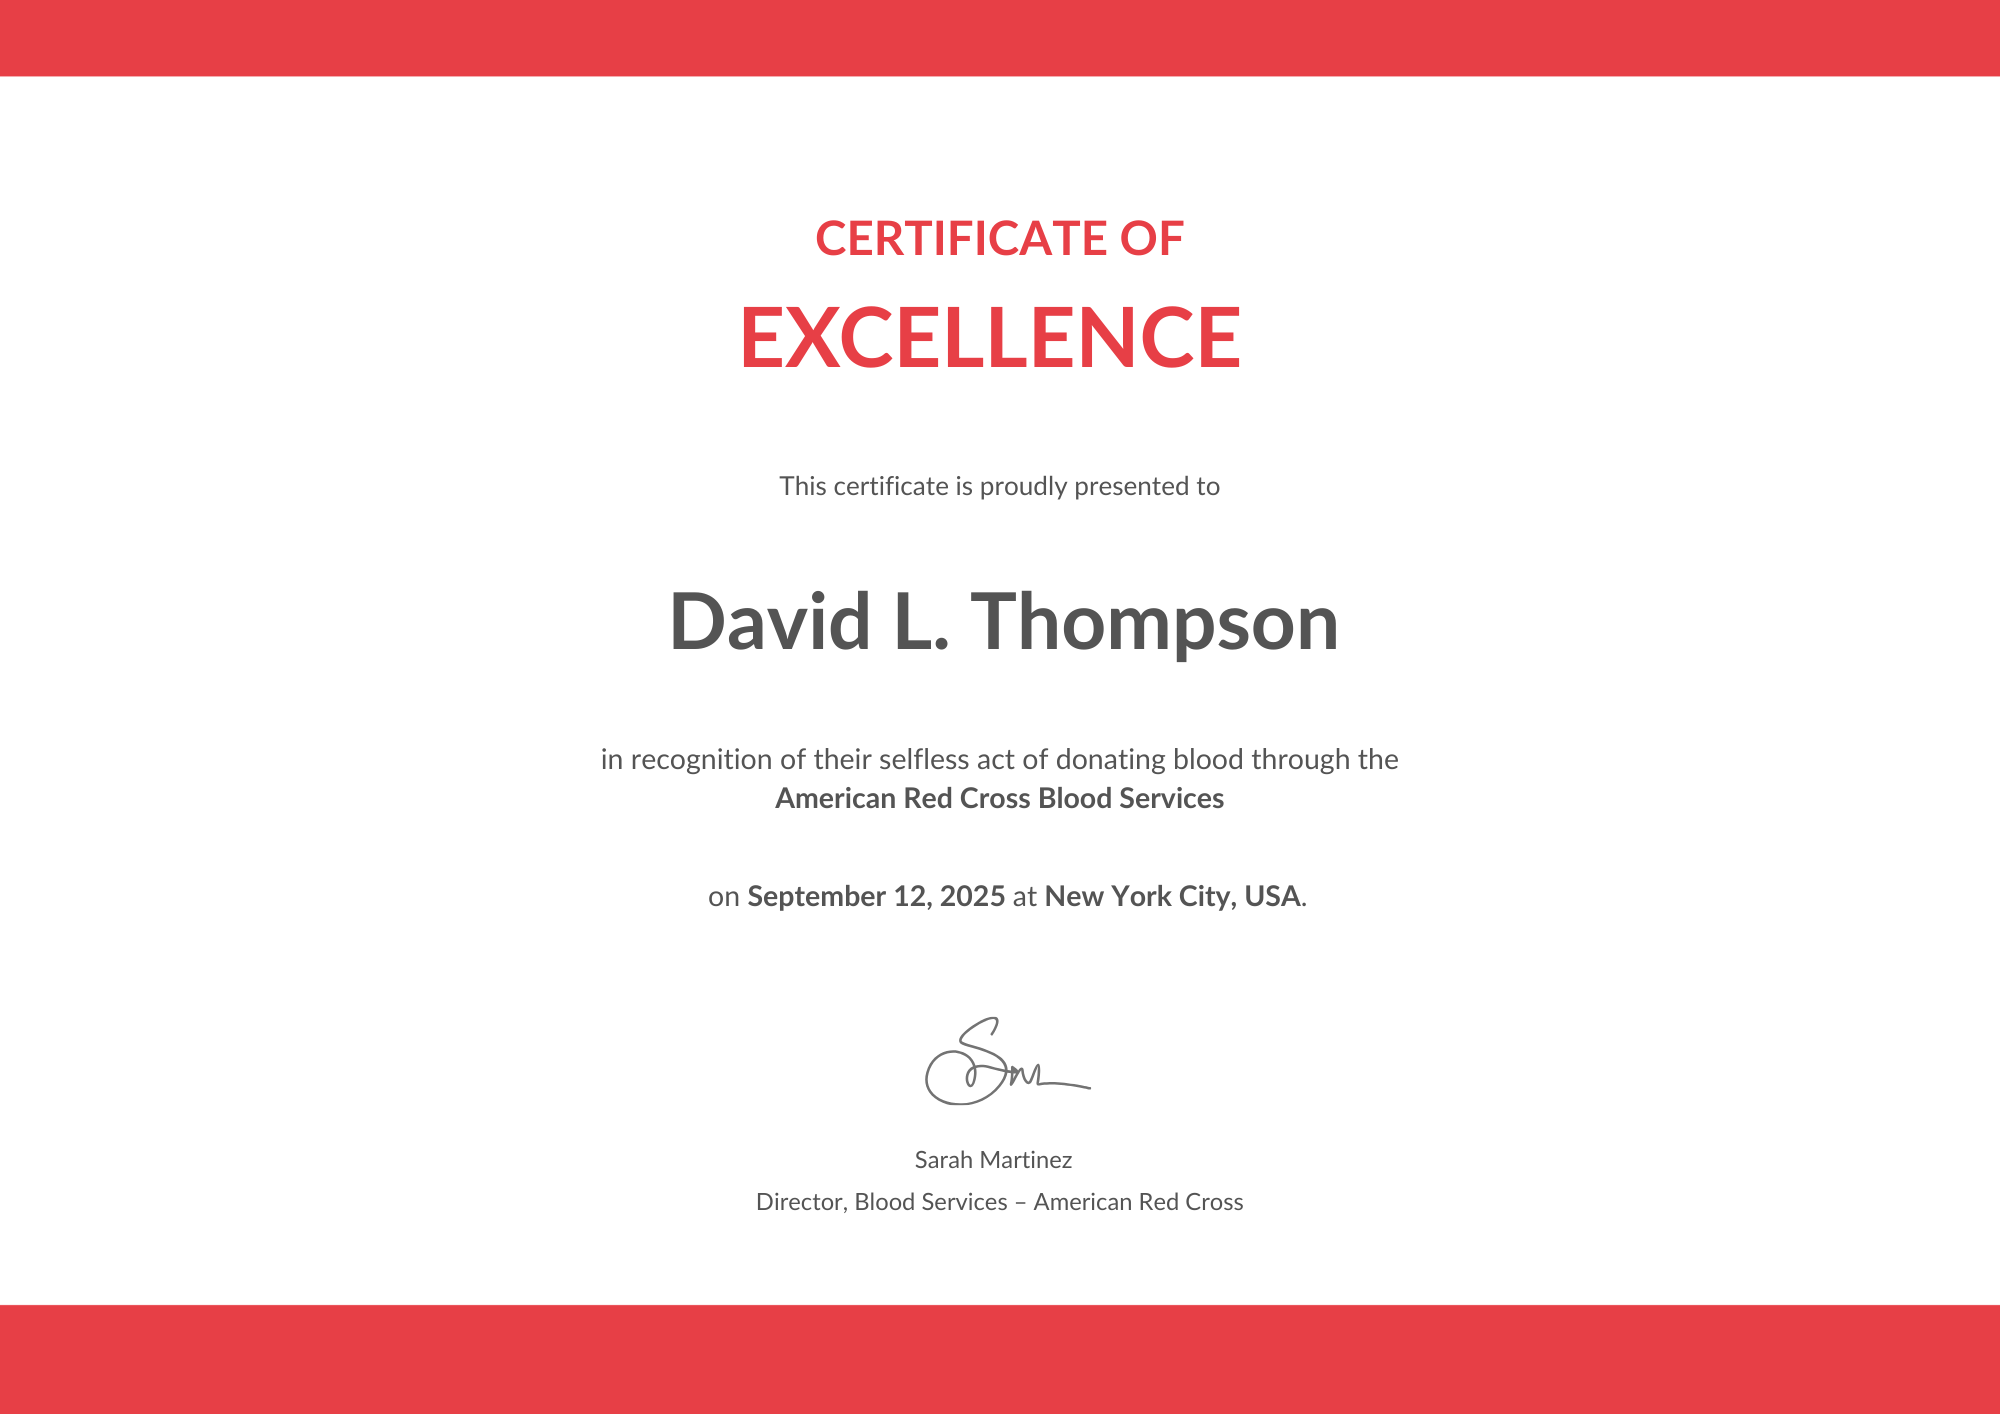 CERTIFICATE OF
EXCELLENCE
This certificate is proudly presented to
David L. Thompson
in recognition of their selfless act of donating blood through the
American Red Cross Blood Services
on September 12, 2025 at New York City, USA.
Sarah Martinez
Director, Blood Services – American Red Cross